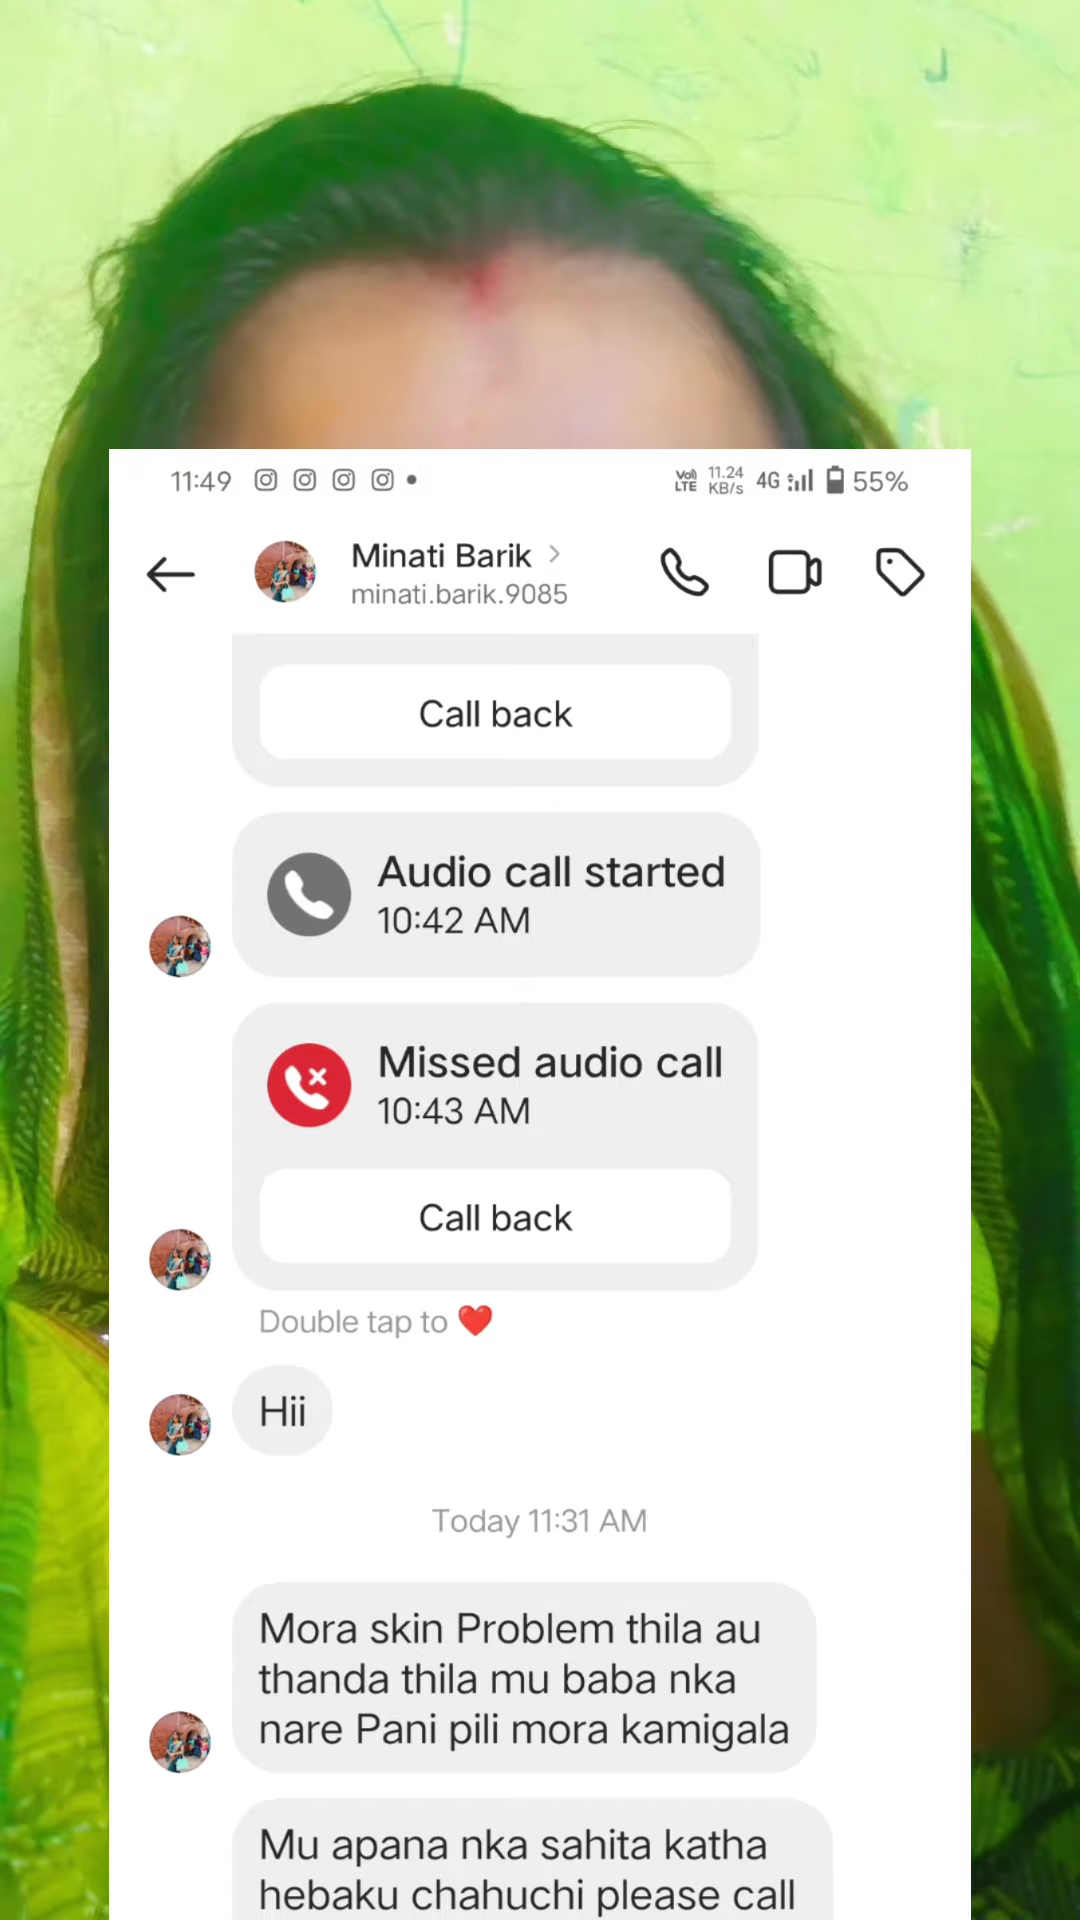 11:49
VoLTE 11.24 KB/s 4G 55%
Minati Barik
minati.barik.9085
Call back
Audio call started
10:42 AM
Missed audio call
10:43 AM
Call back
Double tap to ❤️
Hii
Today 11:31 AM
Mora skin Problem thila au
thanda thila mu baba nka
nare Pani pili mora kamigala
Mu apana nka sahita katha
hebaku chahuchi please call